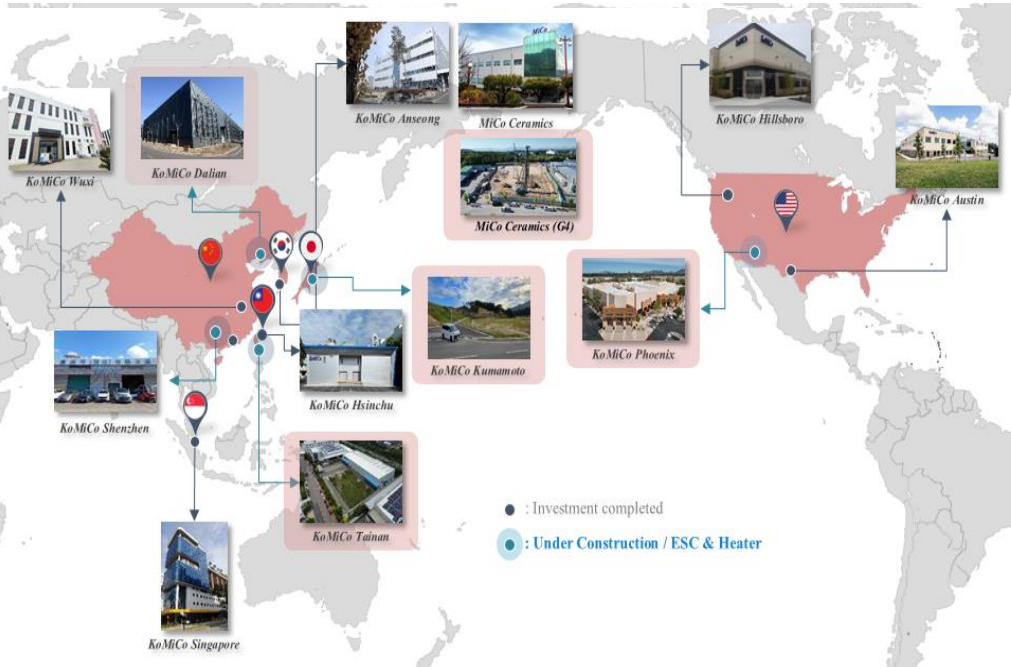 KoMiCo Anseong
MiCo
MiCo Ceramics
KoMiCo Hillsboro
KoMiCo Wuxi
KoMiCo Dalian
KoMiCo Austin
MiCo Ceramics (G4)
KoMiCo Kumamoto
KoMiCo Phoenix
KoMiCo Hsinchu
KoMiCo Shenzhen
KoMiCo Tainan
: Investment completed
: Under Construction / ESC & Heater
KoMiCo Singapore